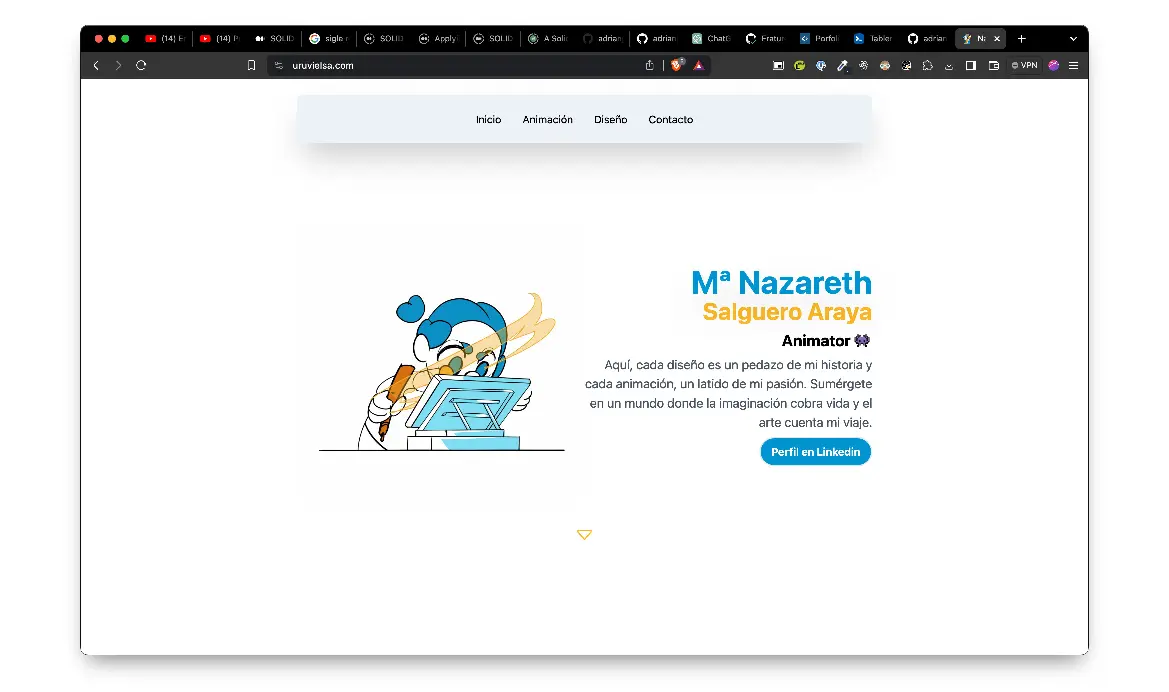 (14) E
(14) P
SOLID
sigle
SOLID
Apply
SOLID
A Soli
adrian
adrian
ChatG
Eratur
Porfoli
Tabler
adrian
uruvielsa.com
VPN
Inicio Animación Diseño Contacto
Mª Nazareth
Salguero Araya
Animator
Aquí, cada diseño es un pedazo de mi historia y
cada animación, un latido de mi pasión. Sumérgete
en un mundo donde la imaginación cobra vida y el
arte cuenta mi viaje.
Perfil en Linkedin